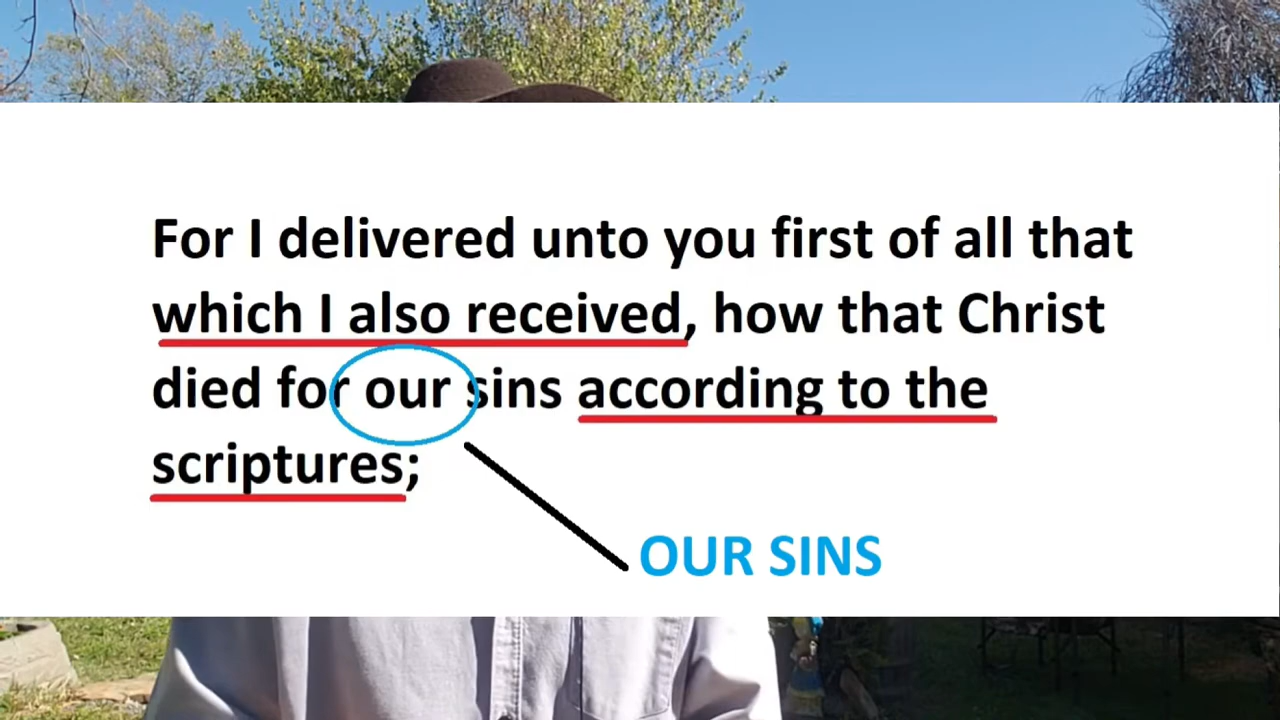 For I delivered unto you first of all that
which I also received, how that Christ
died for our sins according to the
scriptures;
OUR SINS